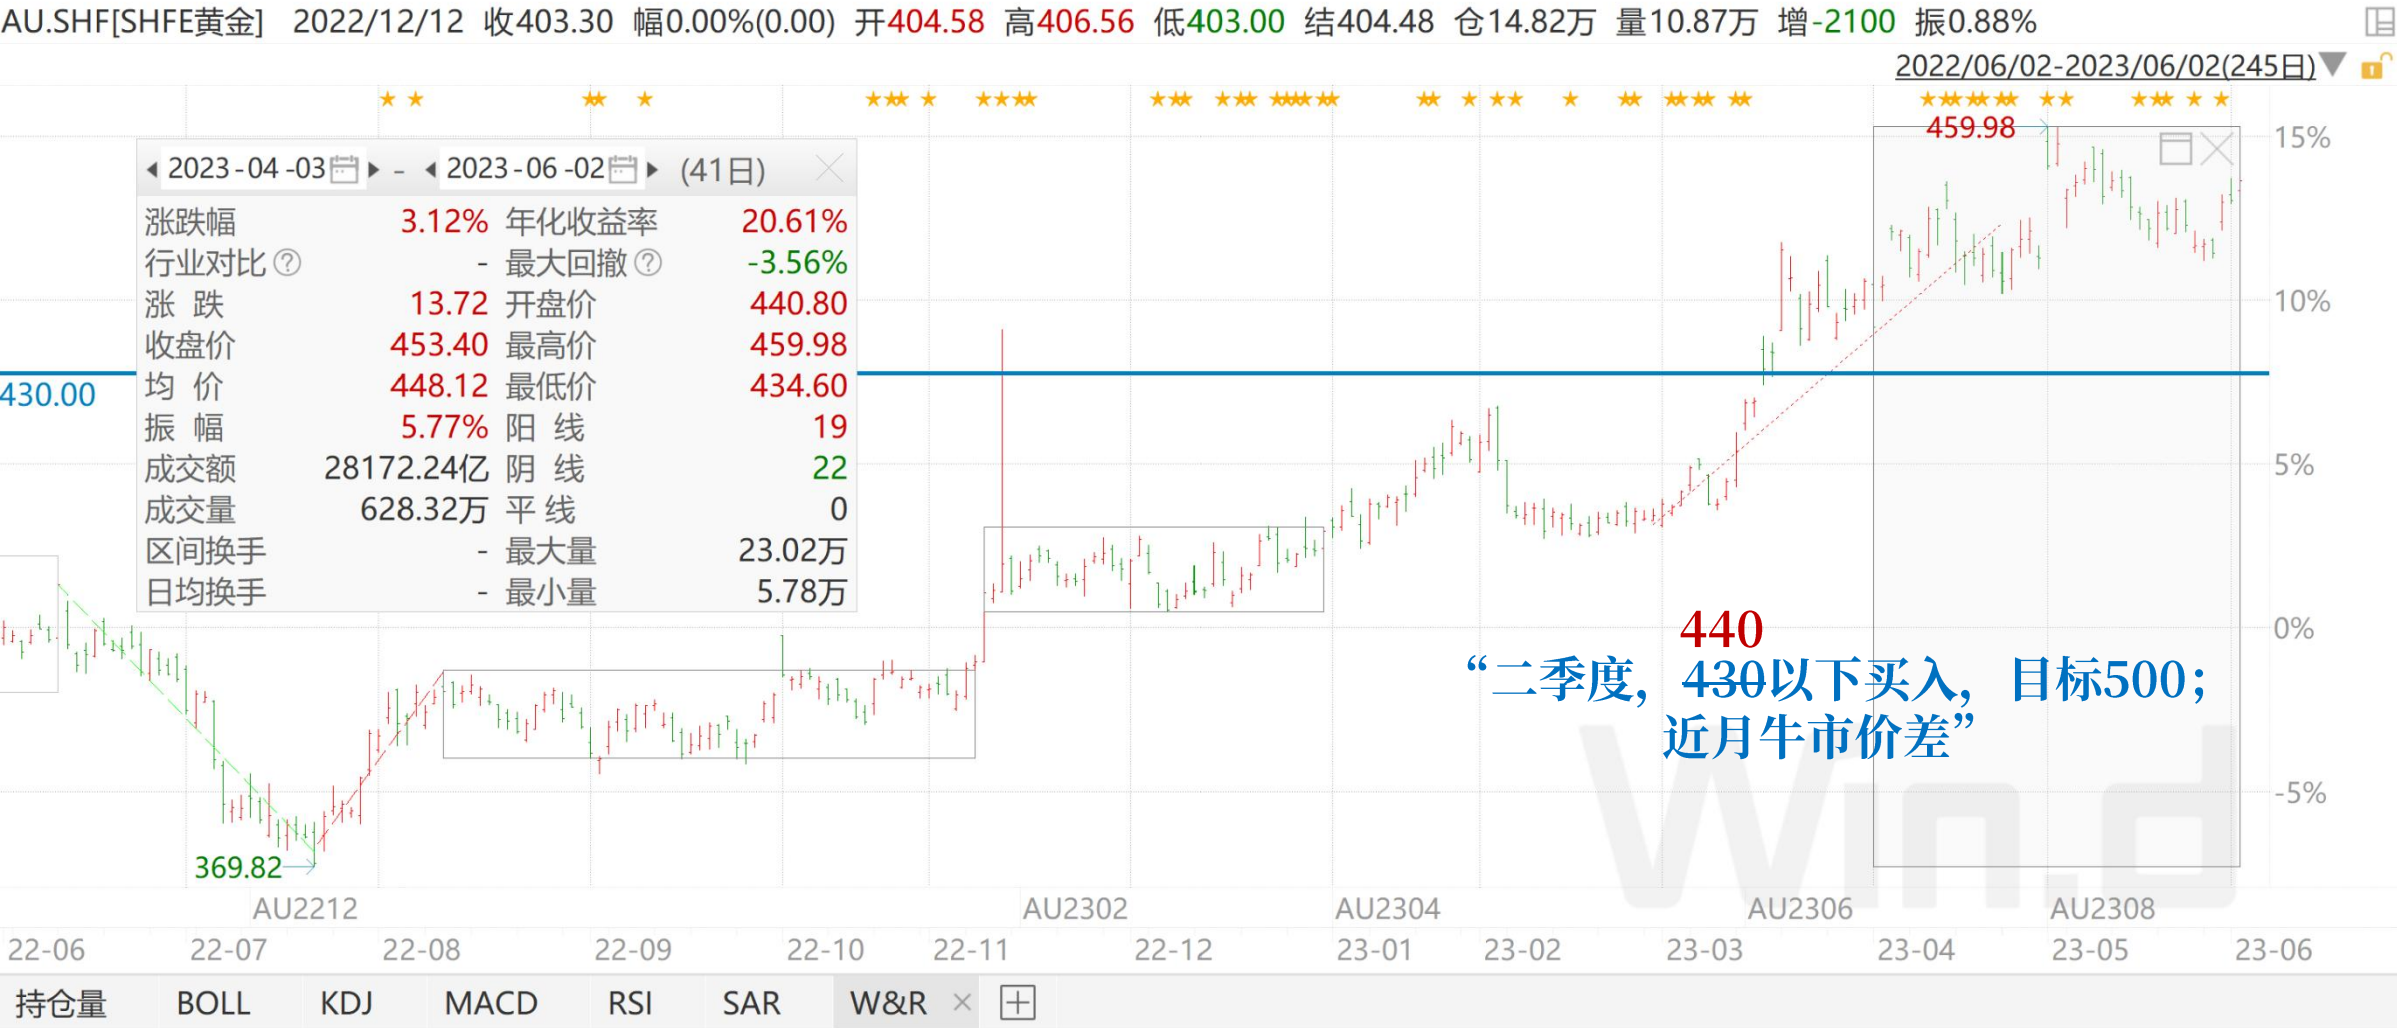 AU.SHF[SHFE黄金] 2022/12/12 收403.30 幅0.00%(0.00) 开404.58 高406.56 低403.00 结404.48 仓14.82万 量10.87万 增-2100 振0.88%
2022/06/02-2023/06/02(245日)
459.98
15%
2023-04-03 - 2023-06-02 (41日)
涨跌幅 3.12% 年化收益率 20.61%
行业对比? - 最大回撤? -3.56%
涨 跌 13.72 开盘价 440.80
收盘价 453.40 最高价 459.98
均 价 448.12 最低价 434.60
振 幅 5.77% 阳 线 19
成交额 28172.24亿 阴 线 22
成交量 628.32万 平 线 0
区间换手 - 最大量 23.02万
日均换手 - 最小量 5.78万
10%
430.00
5%
0%
440
“二季度，430以下买入，目标500；
近月牛市价差”
-5%
369.82
Win.d
AU2212 AU2302 AU2304 AU2306 AU2308
22-06 22-07 22-08 22-09 22-10 22-11 22-12 23-01 23-02 23-03 23-04 23-05 23-06
持仓量 BOLL KDJ MACD RSI SAR W&R